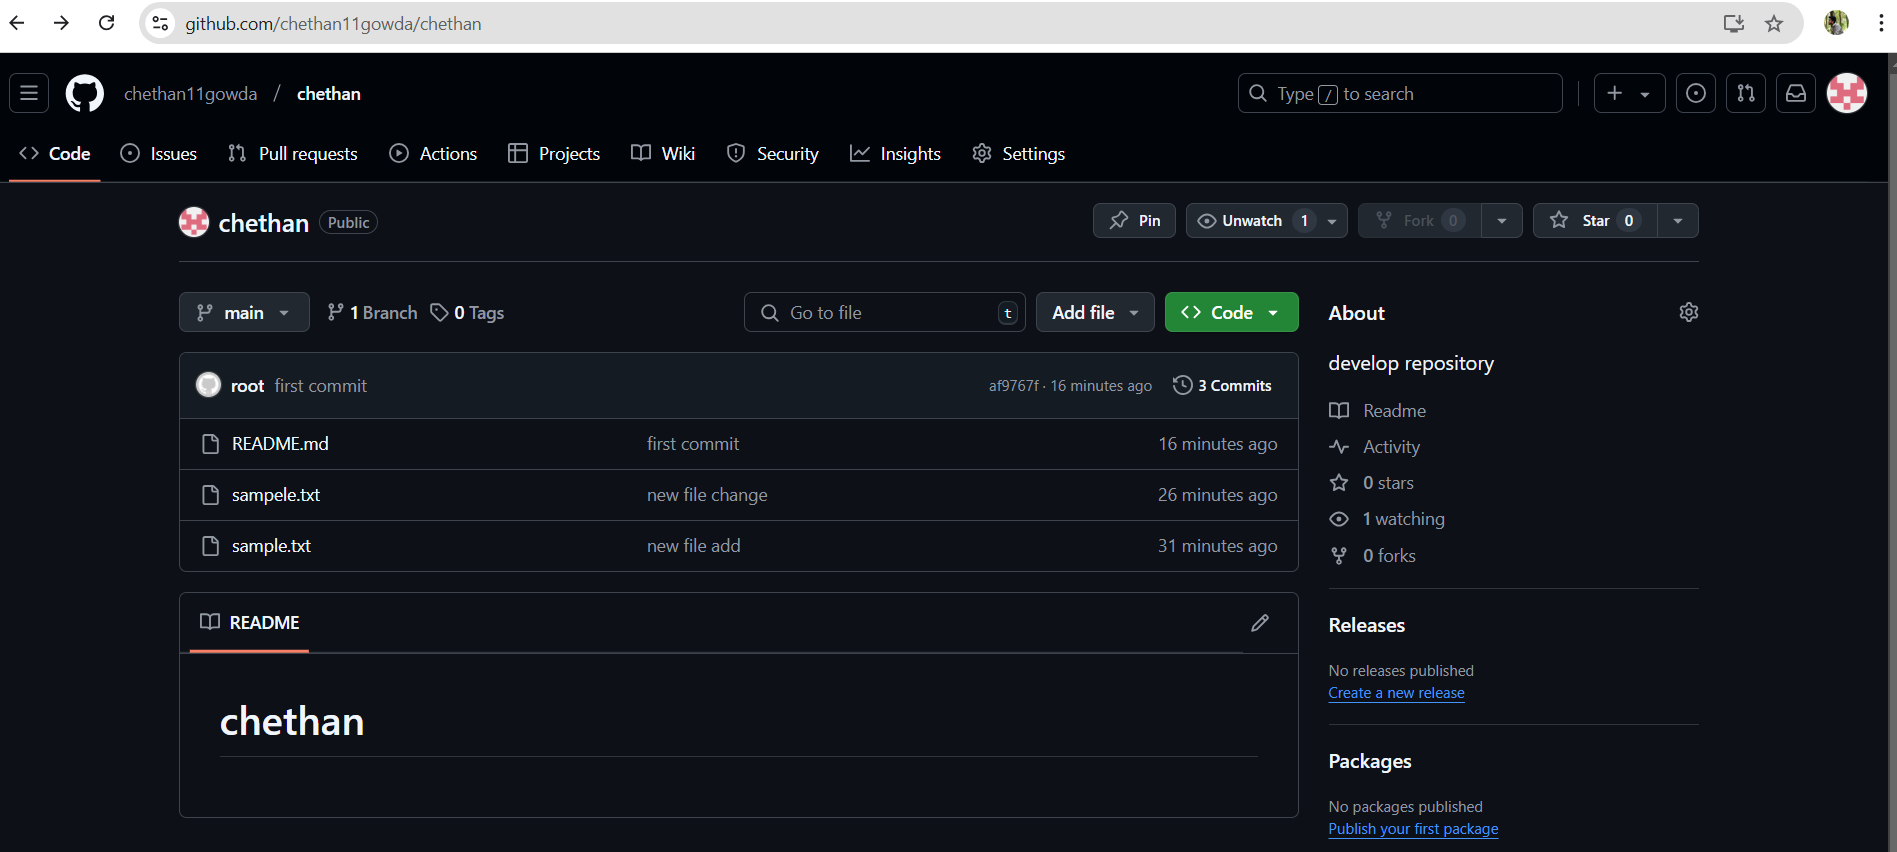 github.com/chethan11gowda/chethan
chethan11gowda / chethan
Type / to search
Code Issues Pull requests Actions Projects Wiki Security Insights Settings
chethan Public
Pin Unwatch 1 Fork 0 Star 0
main 1 Branch 0 Tags
Go to file t Add file Code
root first commit af9767f · 16 minutes ago 3 Commits
README.md first commit 16 minutes ago
sampele.txt new file change 26 minutes ago
sample.txt new file add 31 minutes ago
README
chethan
About
develop repository
Readme
Activity
0 stars
1 watching
0 forks
Releases
No releases published
Create a new release
Packages
No packages published
Publish your first package